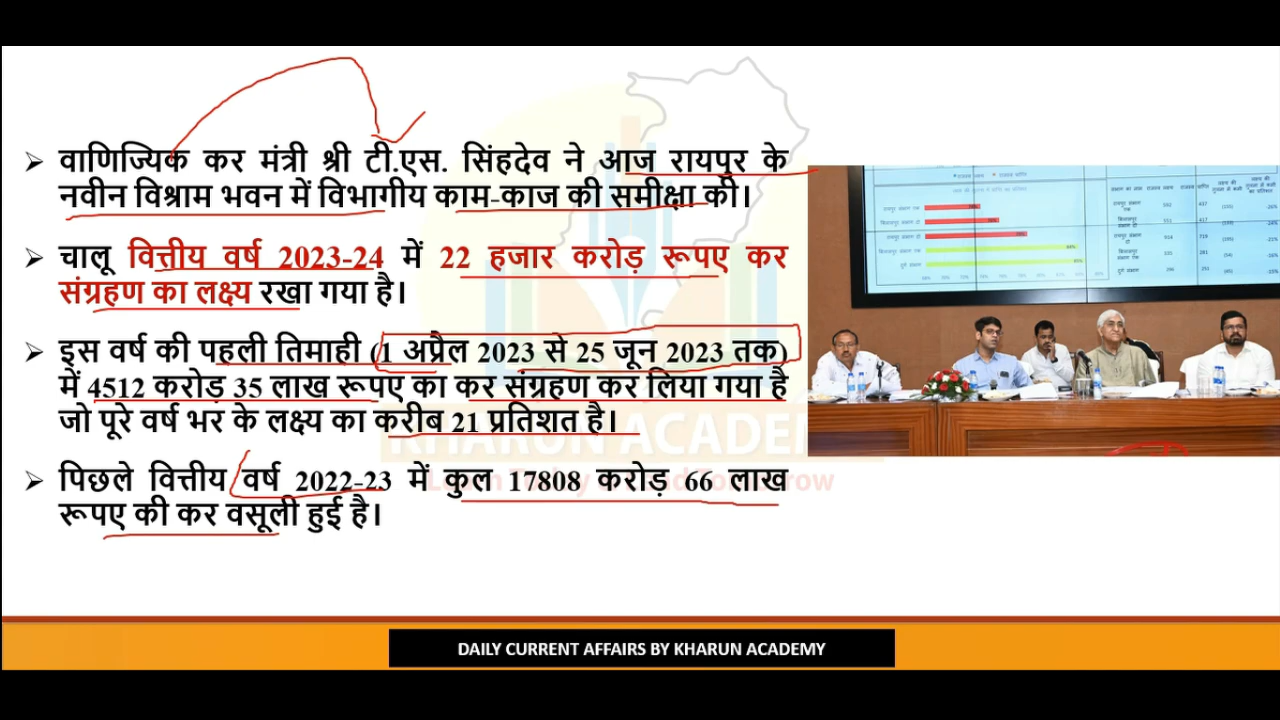 वाणिज्यिक कर मंत्री श्री टी.एस. सिंहदेव ने आज रायपुर के
नवीन विश्राम भवन में विभागीय काम-काज की समीक्षा की।
चालू वित्तीय वर्ष 2023-24 में 22 हजार करोड़ रूपए कर
संग्रहण का लक्ष्य रखा गया है।
इस वर्ष की पहली तिमाही (1 अप्रैल 2023 से 25 जून 2023 तक)
में 4512 करोड़ 35 लाख रूपए का कर संग्रहण कर लिया गया है
जो पूरे वर्ष भर के लक्ष्य का करीब 21 प्रतिशत है।
पिछले वित्तीय वर्ष 2022-23 में कुल 17808 करोड़ 66 लाख
रूपए की कर वसूली हुई है।
KHARUN ACADEM
DAILY CURRENT AFFAIRS BY KHARUN ACADEMY